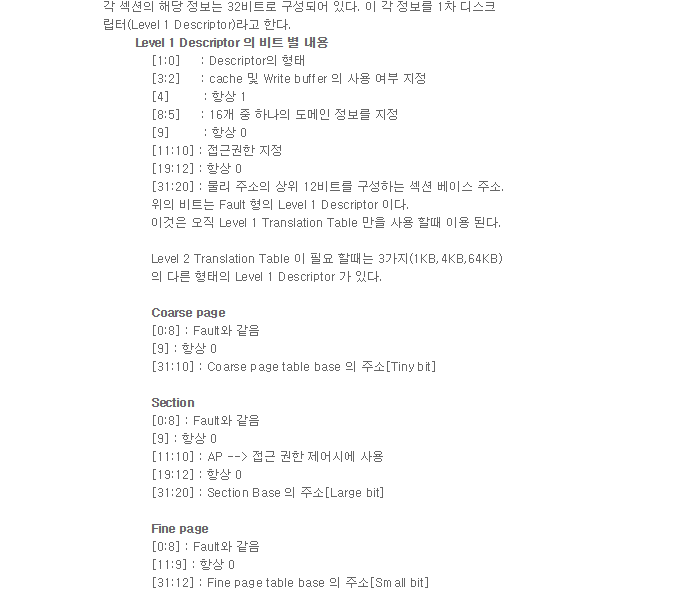 각 섹션의 해당 정보는 32비트로 구성되어 있다. 이 각 정보를 1차 디스크
립터(Level 1 Descriptor)라고 한다.
Level 1 Descriptor 의 비트 별 내용
[1:0] : Descriptor의 형태
[3:2] : cache 및 Write buffer 의 사용 여부 지정
[4] : 항상 1
[8:5] : 16개 중 하나의 도메인 정보를 지정
[9] : 항상 0
[11:10] : 접근권한 지정
[19:12] : 항상 0
[31:20] : 물리 주소의 상위 12비트를 구성하는 섹션 베이스 주소.
위의 비트는 Fault 형의 Level 1 Descriptor 이다.
이것은 오직 Level 1 Translation Table 만을 사용 할때 이용 된다.
Level 2 Translation Table 이 필요 할때는 3가지(1KB, 4KB,64KB)
의 다른 형태의 Level 1 Descriptor 가 있다.
Coarse page
[0:8] : Fault와 같음
[9] : 항상 0
[31:10] : Coarse page table base 의 주소[Tiny bit]
Section
[0:8] : Fault와 같음
[9] : 항상 0
[11:10] : AP --> 접근 권한 제어시에 사용
[19:12] : 항상 0
[31:20] : Section Base 의 주소[Large bit]
Fine page
[0:8] : Fault와 같음
[11:9] : 항상 0
[31:12] : Fine page table base 의 주소[Small bit]